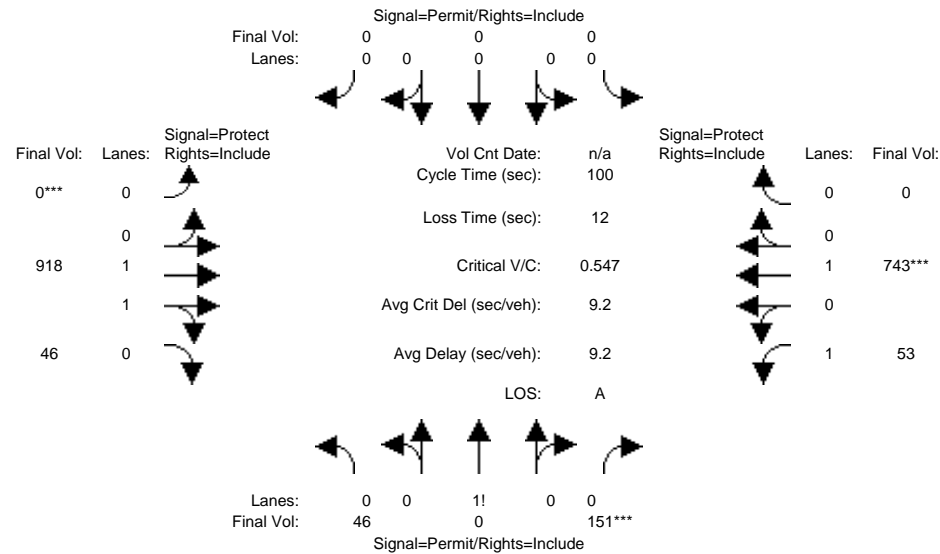 Signal=Permit/Rights=Include
Final Vol: 0 0 0
Lanes: 0 0 0 0 0
Signal=Protect Signal=Protect
Final Vol: Lanes: Rights=Include Vol Cnt Date: n/a Rights=Include Lanes: Final Vol:
Cycle Time (sec): 100
0*** 0 0 0
Loss Time (sec): 12
0 0
918 1 Critical V/C: 0.547 1 743***
1 Avg Crit Del (sec/veh): 9.2 0
46 0 Avg Delay (sec/veh): 9.2 1 53
LOS: A
Lanes: 0 0 1! 0 0
Final Vol: 46 0 151***
Signal=Permit/Rights=Include